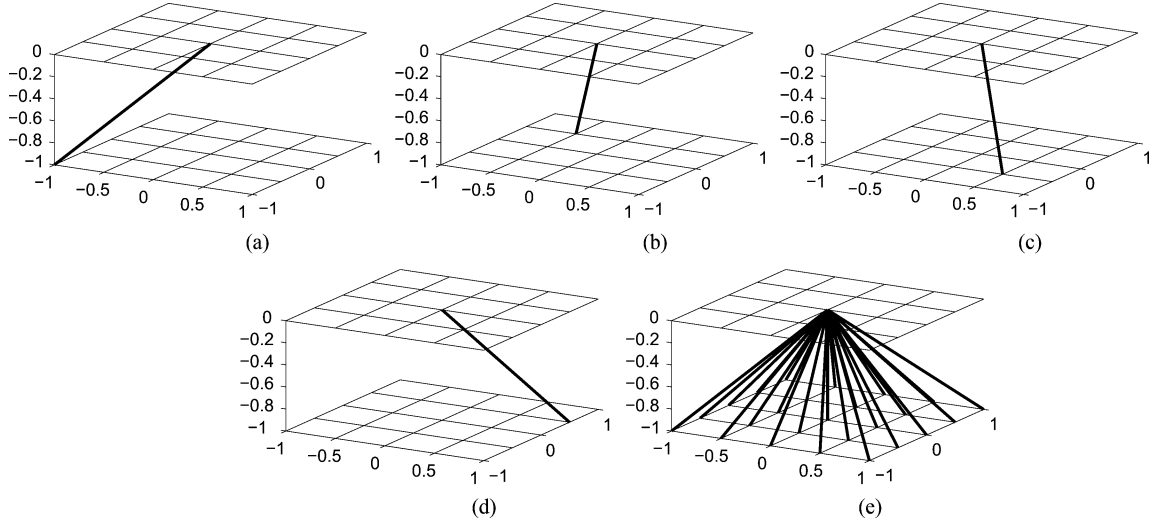 0 0 0
−0.2 −0.2 −0.2
−0.4 −0.4 −0.4
−0.6 −0.6 −0.6
−0.8 −0.8 −0.8
−1 1 −1 1 −1 1
−1 0 −1 0 −1 0
−0.5 −0.5 −0.5
0 0 0
0.5 0.5 0.5
1 −1 1 −1 1 −1
(a) (b) (c)
0 0
−0.2 −0.2
−0.4 −0.4
−0.6 −0.6
−0.8 −0.8
−1 1 −1 1
−1 0 −1 0
−0.5 −0.5
0 0
0.5 0.5
1 −1 1 −1
(d) (e)